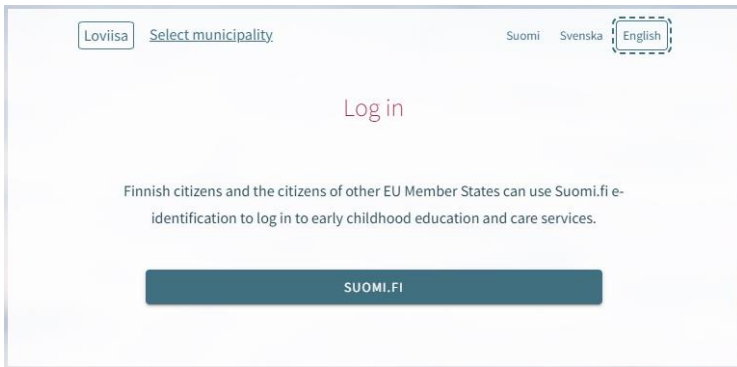 Loviisa Select municipality Suomi Svenska English
Log in
Finnish citizens and the citizens of other EU Member States can use Suomi.fi e-
identification to log in to early childhood education and care services.
SUOMI.FI